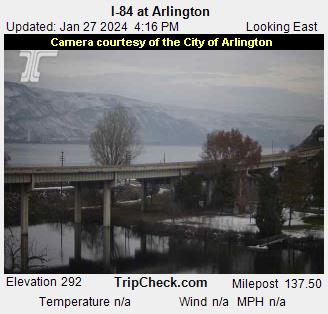 I-84 at Arlington
Updated: Jan 27 2024 4:16 PM Looking East
Camera courtesy of the City of Arlington
Elevation 292 TripCheck.com Milepost 137.50
Temperature n/a Wind n/a MPH n/a